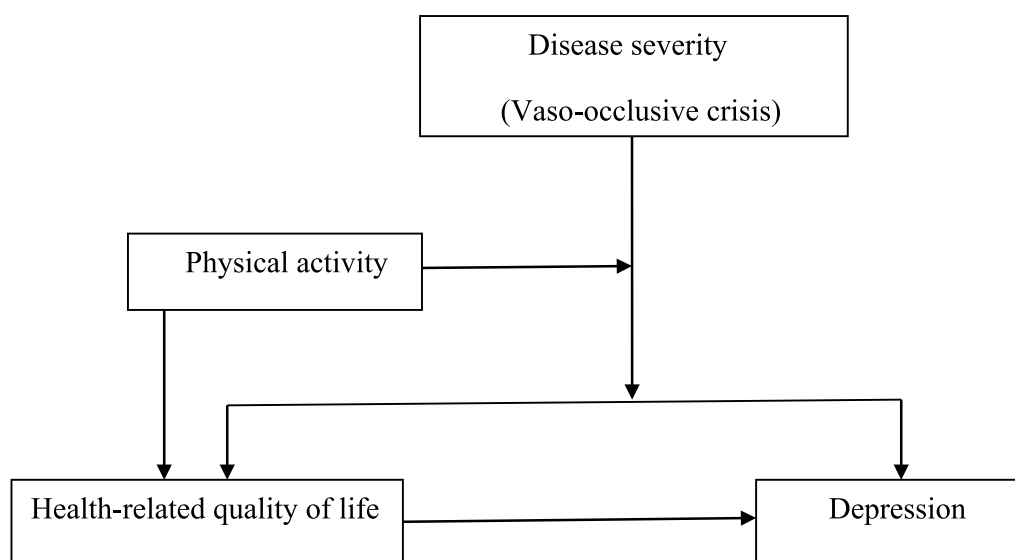 Disease severity
(Vaso-occlusive crisis)
Physical activity
Health-related quality of life
Depression